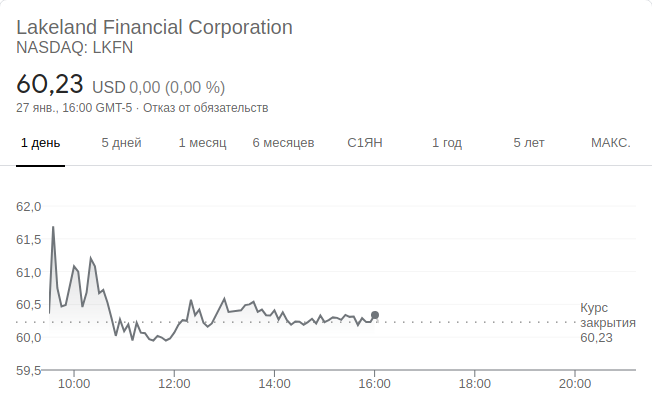 Lakeland Financial Corporation
NASDAQ: LKFN
60,23 USD 0,00 (0,00 %)
27 янв., 16:00 GMT-5 · Отказ от обязательств
1 день 5 дней 1 месяц 6 месяцев С1ЯН 1 год 5 лет МАКС.
62,0
61,5
61,0
60,5
60,0
59,5
Курс
закрытия
60,23
10:00 12:00 14:00 16:00 18:00 20:00